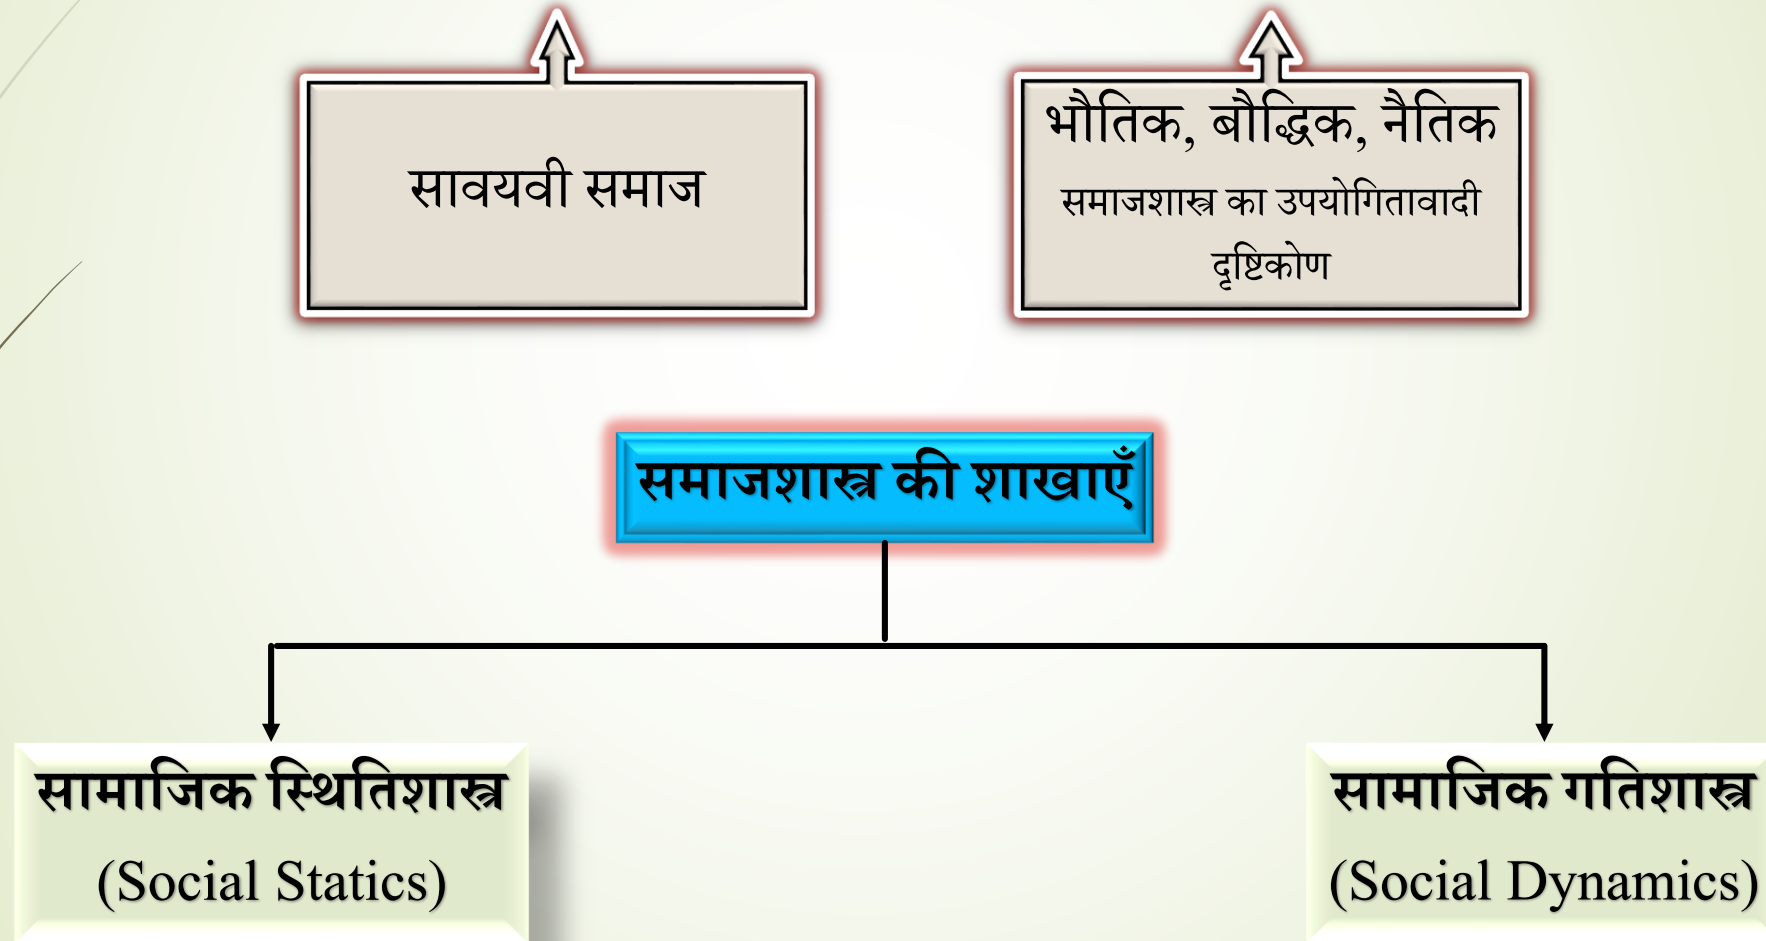 सावयवी समाज
भौतिक, बौद्धिक, नैतिक
समाजशास्त्र का उपयोगितावादी
दृष्टिकोण
समाजशास्त्र की शाखाएँ
सामाजिक स्थितिशास्त्र
(Social Statics)
सामाजिक गतिशास्त्र
(Social Dynamics)